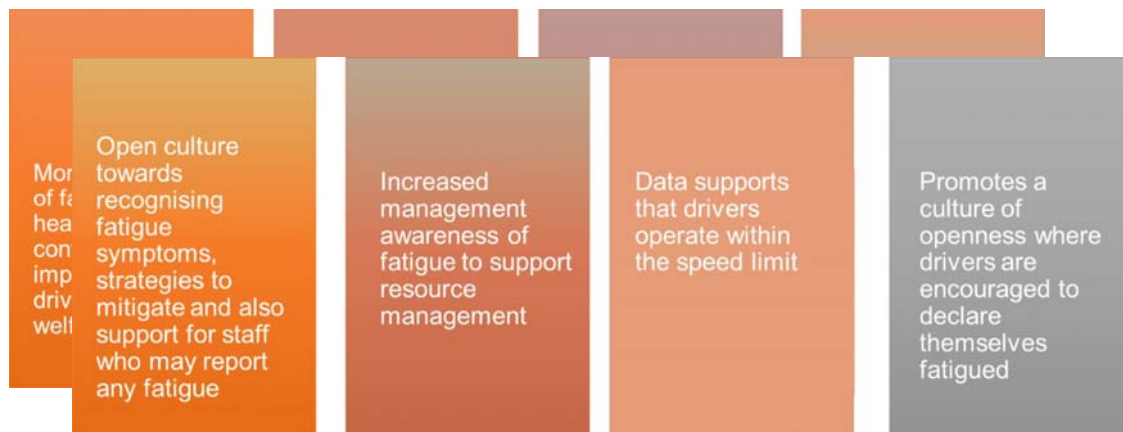 of
Open culture
towards
recognising
fatigue
symptoms,
strategies to
mitigate and also
support for staff
who may report
any fatigue
Increased
management
awareness of
fatigue to support
resource
management
Data supports
that drivers
operate within
the speed limit
Promotes a
culture of
openness where
drivers are
encouraged to
declare
themselves
fatigued